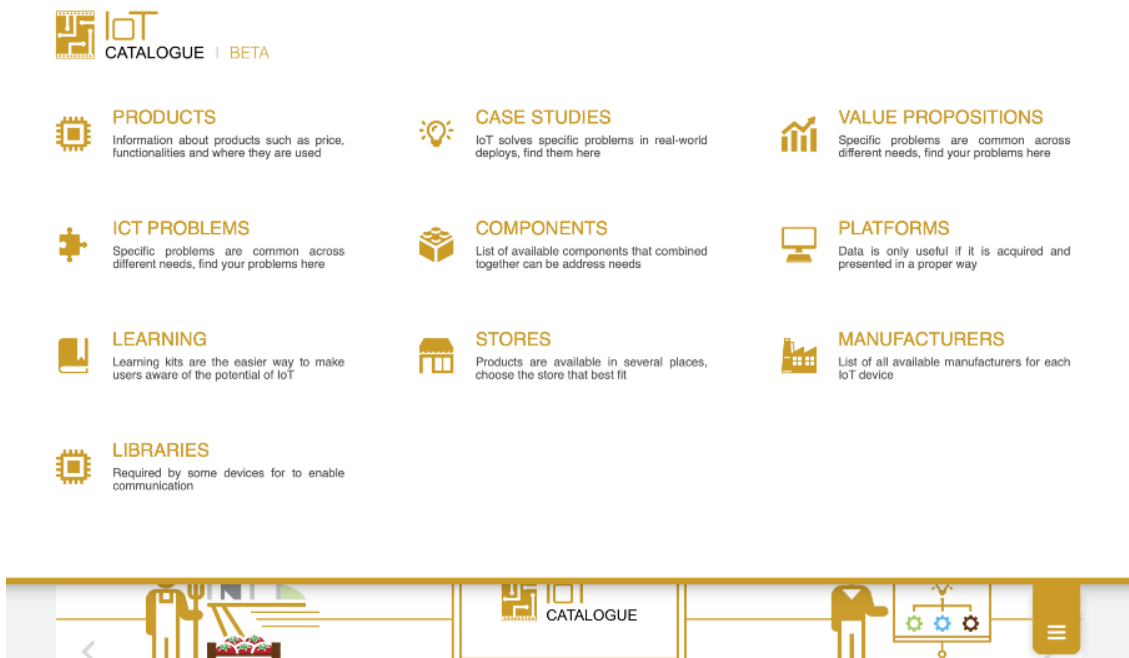 IoT
CATALOGUE | BETA
PRODUCTS
Information about products such as price,
functionalities and where they are used
CASE STUDIES
IoT solves specific problems in real-world
deploys, find them here
VALUE PROPOSITIONS
Specific problems are common across
different needs, find your problems here
ICT PROBLEMS
Specific problems are common across
different needs, find your problems here
COMPONENTS
List of available components that combined
together can be address needs
PLATFORMS
Data is only useful if it is acquired and
presented in a proper way
LEARNING
Learning kits are the easier way to make
users aware of the potential of IoT
STORES
Products are available in several places,
choose the store that best fit
MANUFACTURERS
List of all available manufacturers for each
IoT device
LIBRARIES
Required by some devices for to enable
communication
IoT
CATALOGUE